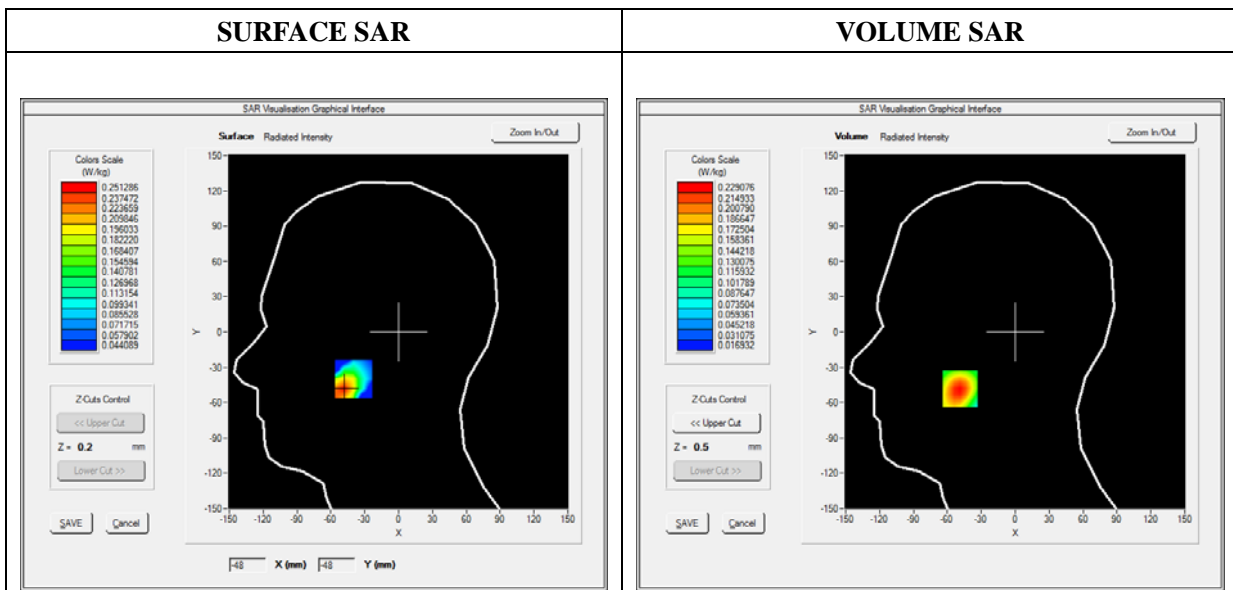 SURFACE SAR
VOLUME SAR
SAR Visualisation Graphical Interface
Surface Radiated Intensity
Zoom In/Out
Colors Scale
(W/kg)
0.251286
0.237472
0.223659
0.209846
0.196033
0.182220
0.168407
0.154594
0.140781
0.126968
0.113154
0.099341
0.085528
0.071715
0.057902
0.044089
Z-Cuts Control
<< Upper Cut
Z = 0.2 mm
Lower Cut >>
SAVE Cancel
150
120
90
60
30
0
-30
-60
-90
-120
-150
Y
-150 -120 -90 -60 -30 0 30 60 90 120 150
X
-48 X (mm) -48 Y (mm)
SAR Visualisation Graphical Interface
Volume Radiated Intensity
Zoom In/Out
Colors Scale
(W/kg)
0.229076
0.214933
0.200790
0.186647
0.172504
0.158361
0.144218
0.130075
0.115932
0.101789
0.087647
0.073504
0.059361
0.045218
0.031075
0.016932
Z-Cuts Control
<< Upper Cut
Z = 0.5 mm
Lower Cut >>
SAVE Cancel
150
120
90
60
30
0
-30
-60
-90
-120
-150
Y
-150 -120 -90 -60 -30 0 30 60 90 120 150
X